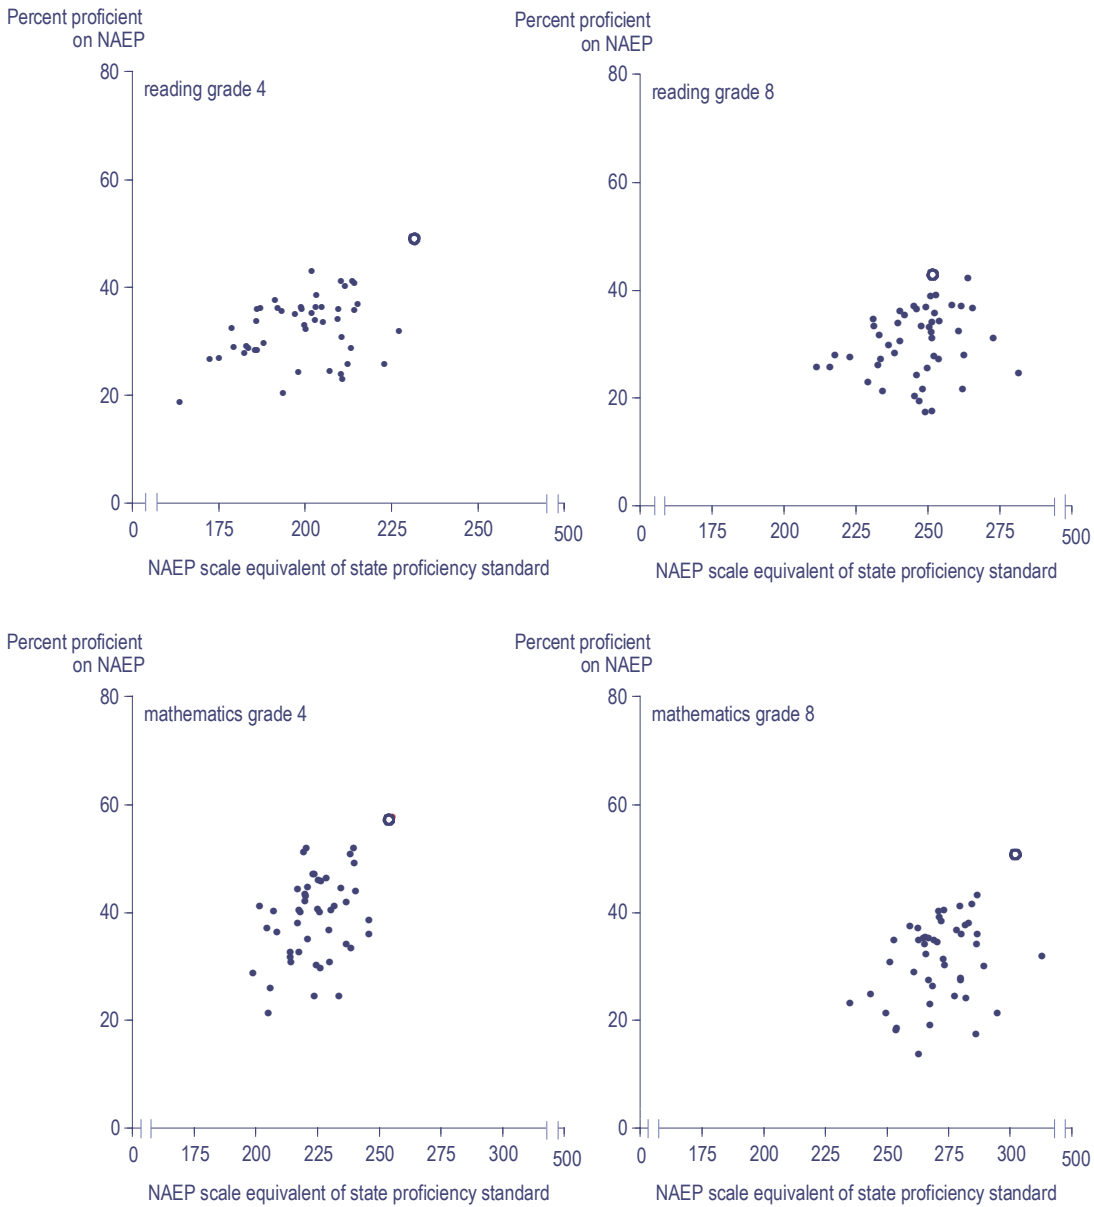 Percent proficient
on NAEP
80
reading grade 4
60
40
20
0
0 175 200 225 250 500
NAEP scale equivalent of state proficiency standard
Percent proficient
on NAEP
80
reading grade 8
60
40
20
0
0 175 200 225 250 275 500
NAEP scale equivalent of state proficiency standard
Percent proficient
on NAEP
80
mathematics grade 4
60
40
20
0
0 175 200 225 250 275 300 500
NAEP scale equivalent of state proficiency standard
Percent proficient
on NAEP
80
mathematics grade 8
60
40
20
0
0 175 200 225 250 275 300 500
NAEP scale equivalent of state proficiency standard